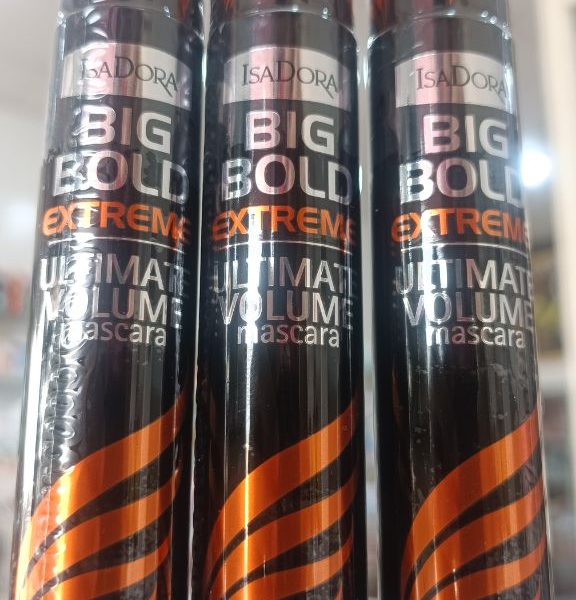 IsaDora
BIG
BOLD
EXTREME
ULTIMATE
VOLUME
mascara
IsaDora
BIG
BOLD
EXTREME
ULTIMATE
VOLUME
mascara
IsaDora
BIG
BOLD
EXTREME
ULTIMATE
VOLUME
mascara